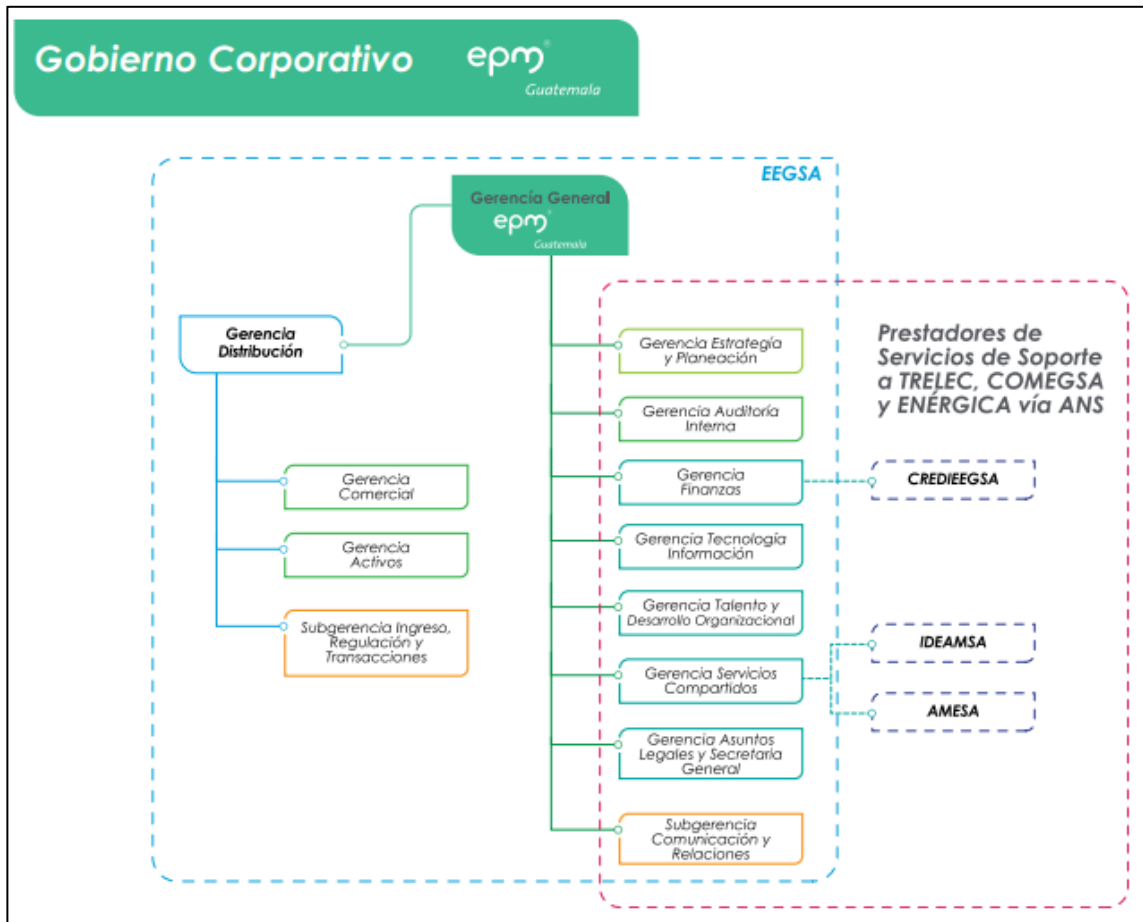 Gobierno Corporativo
epm®
Guatemala
EEGSA
Gerencia General
epm®
Guatemala
Gerencia
Distribución
Gerencia
Comercial
Gerencia
Activos
Subgerencia Ingreso,
Regulación y
Transacciones
Gerencia Estrategía
y Planeación
Gerencia Auditoría
Interna
Gerencia
Finanzas
Gerencia Tecnología
Información
Gerencia Talento y
Desarrollo Organizacional
Gerencia Servicios
Compartidos
Gerencia Asuntos
Legales y Secretaría
General
Subgerencia
Comunicación y
Relaciones
Prestadores de
Servicios de Soporte
a TRELEC, COMEGSA
y ENÉRGICA vía ANS
CREDIEEGSA
IDEAMSA
AMESA